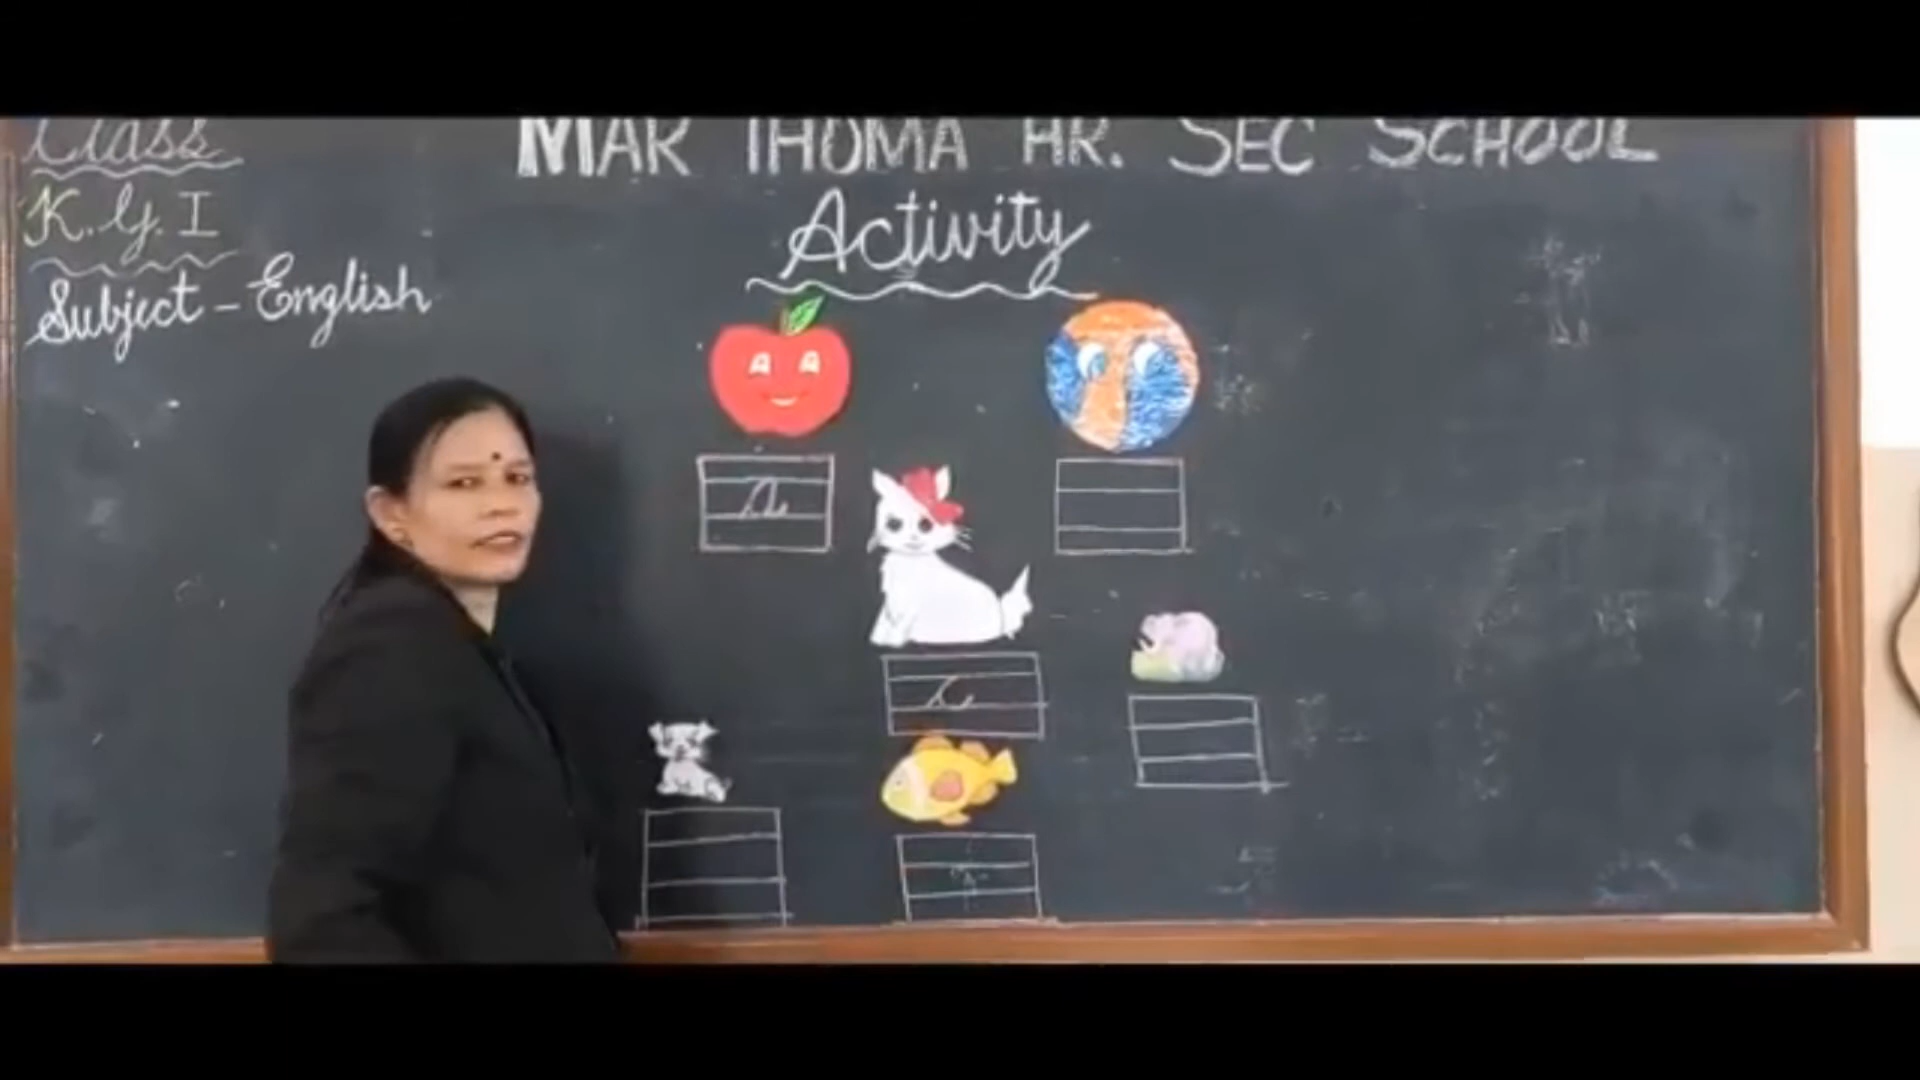 Class
MAR THOMA HR. SEC SCHOOL
K.G. I
Activity
Subject - English
a
c